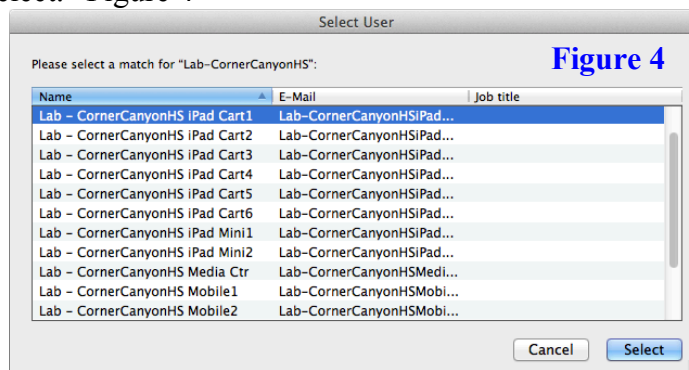 Select User
Please select a match for "Lab-CornerCanyonHS":
Figure 4
Name E-Mail Job title
Lab – CornerCanyonHS iPad Cart1 Lab-CornerCanyonHSiPad...
Lab – CornerCanyonHS iPad Cart2 Lab-CornerCanyonHSiPad...
Lab – CornerCanyonHS iPad Cart3 Lab-CornerCanyonHSiPad...
Lab – CornerCanyonHS iPad Cart4 Lab-CornerCanyonHSiPad...
Lab – CornerCanyonHS iPad Cart5 Lab-CornerCanyonHSiPad...
Lab – CornerCanyonHS iPad Cart6 Lab-CornerCanyonHSiPad...
Lab – CornerCanyonHS iPad Mini1 Lab-CornerCanyonHSiPad...
Lab – CornerCanyonHS iPad Mini2 Lab-CornerCanyonHSiPad...
Lab – CornerCanyonHS Media Ctr Lab-CornerCanyonHSMedi...
Lab – CornerCanyonHS Mobile1 Lab-CornerCanyonHSMobi...
Lab – CornerCanyonHS Mobile2 Lab-CornerCanyonHSMobi...
Cancel Select